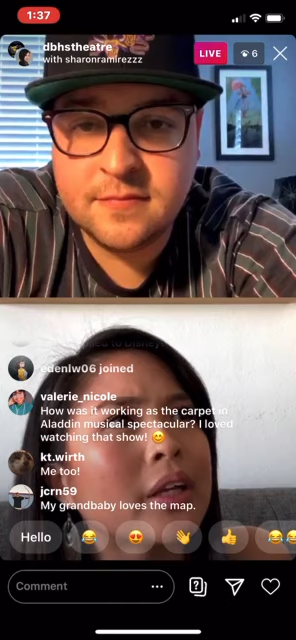 1:37
dbhstheatre
with sharonramirezzz
LIVE
6
edenlw06 joined
valerie_nicole
How was it working as the carpet in
Aladdin musical spectacular? I loved
watching that show! 😊
kt.wirth
Me too!
jcrn59
My grandbaby loves the map.
Hello 😂 😍 👋 👍 😂
Comment